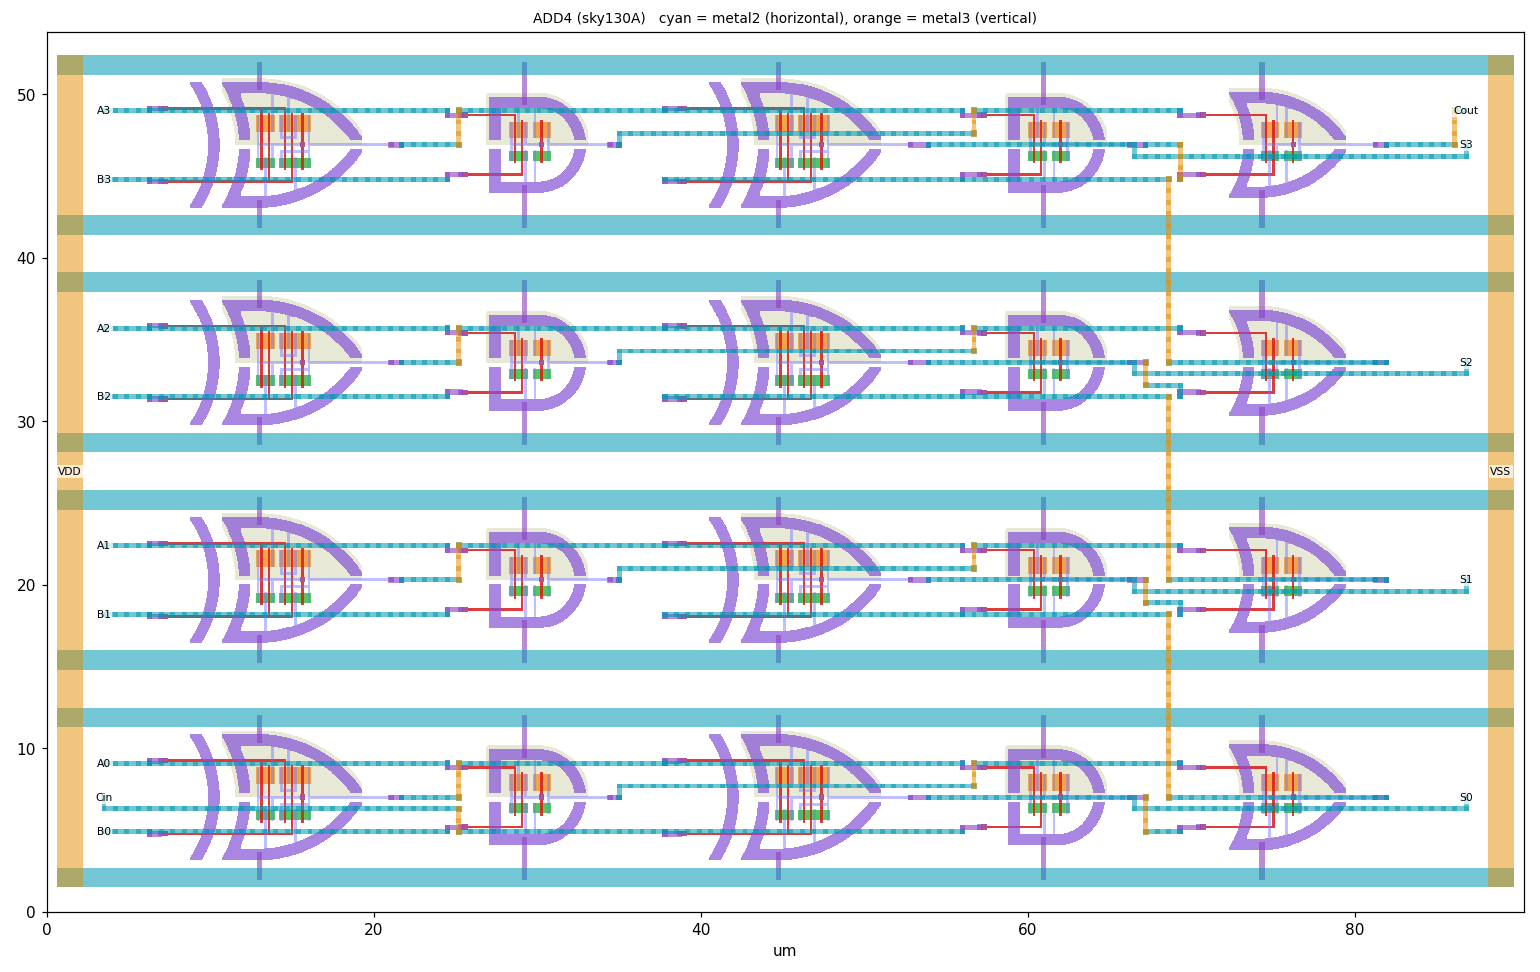 ADD4 (sky130A)   cyan = metal2 (horizontal), orange = metal3 (vertical)
50
A3
Cout
S3
B3
40
A2
S2
B2
30
VDD
VSS
A1
S1
20
B1
10
A0
Cin
S0
B0
0
0 20 40 60 80
um